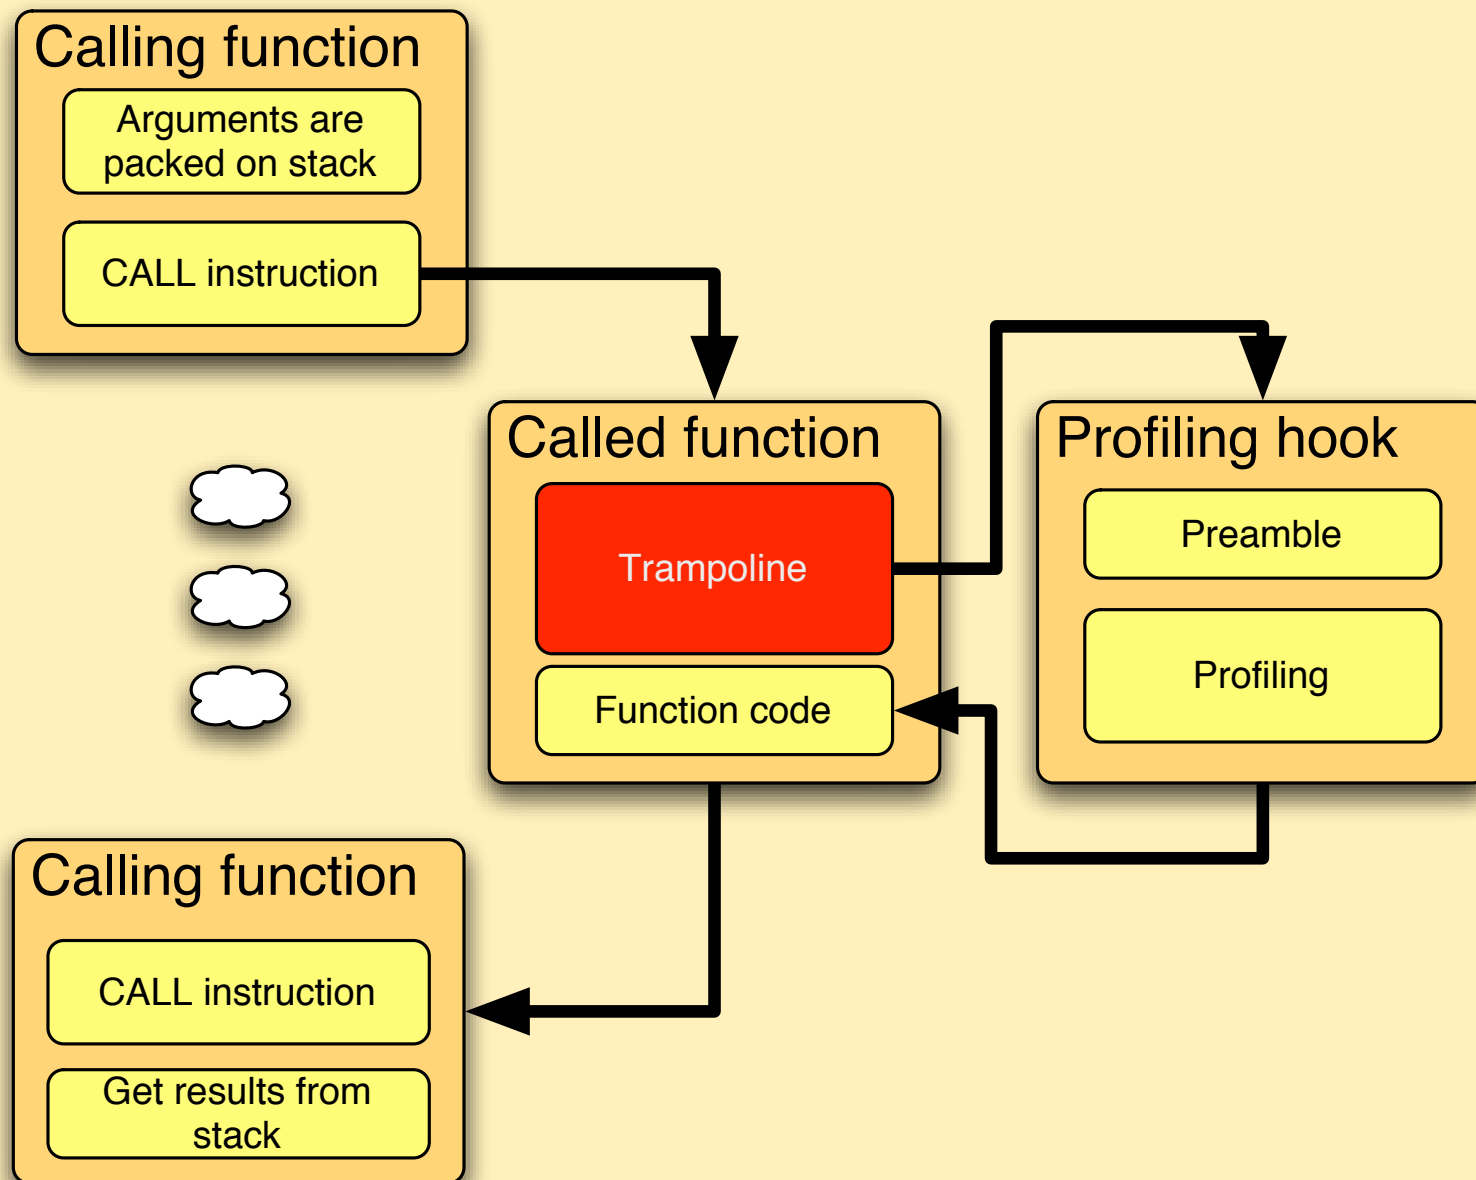 Calling function
Arguments are
packed on stack
CALL instruction
Called function
Trampoline
Function code
Profiling hook
Preamble
Profiling
Calling function
CALL instruction
Get results from
stack